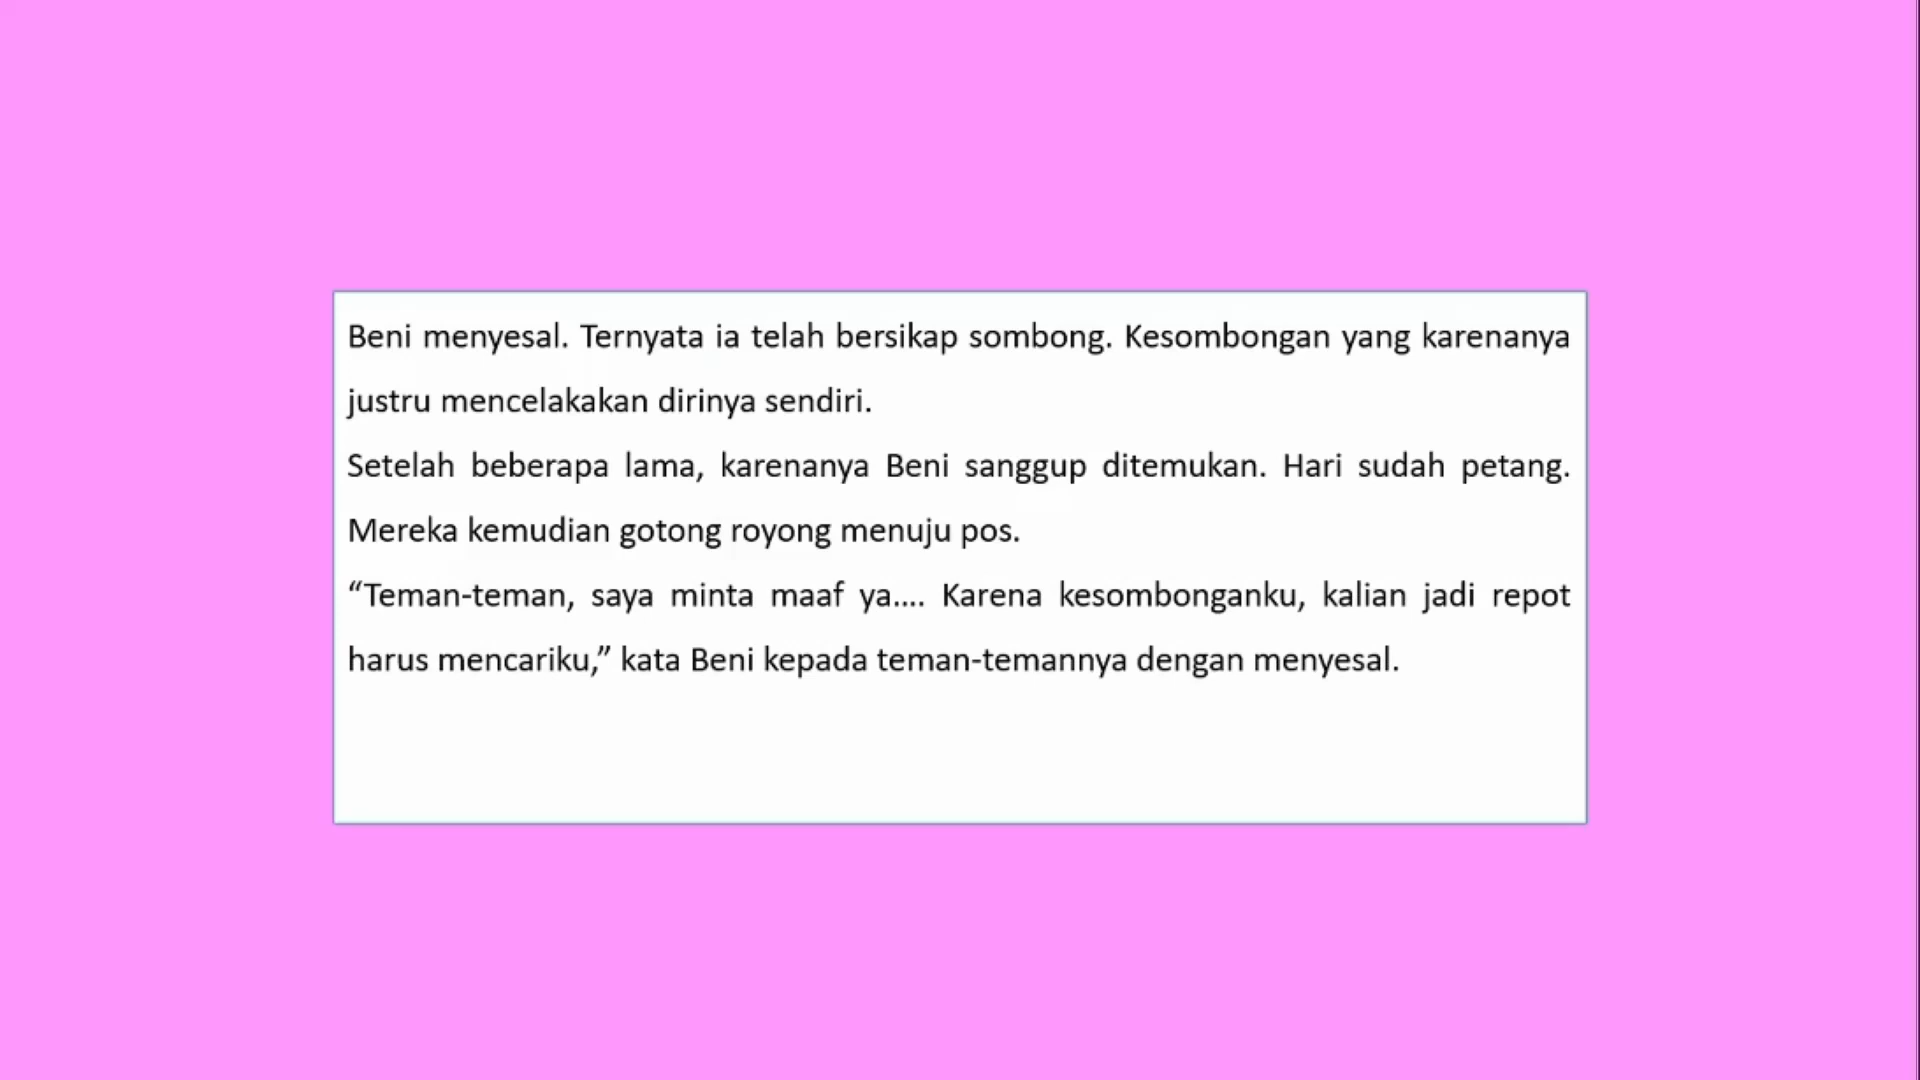 Beni menyesal. Ternyata ia telah bersikap sombong. Kesombongan yang karenanya
justru mencelakakan dirinya sendiri.
Setelah beberapa lama, karenanya Beni sanggup ditemukan. Hari sudah petang.
Mereka kemudian gotong royong menuju pos.
“Teman-teman, saya minta maaf ya.... Karena kesombonganku, kalian jadi repot
harus mencariku,” kata Beni kepada teman-temannya dengan menyesal.